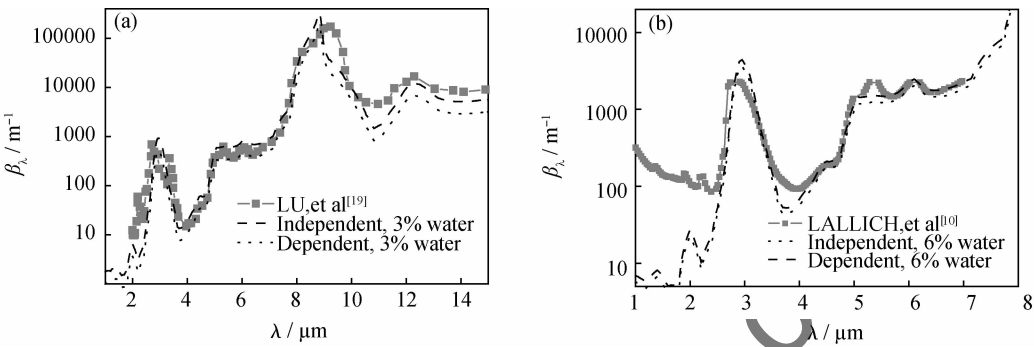 (a)
100000
10000
1000
100
10
β_λ / m⁻¹
LU,et al[19]
Independent, 3% water
Dependent, 3% water
2 4 6 8 10 12 14
λ / µm
(b)
10000
1000
100
10
β_λ / m⁻¹
LALLICH,et al[10]
Independent, 6% water
Dependent, 6% water
1 2 3 4 5 6 7 8
λ / µm